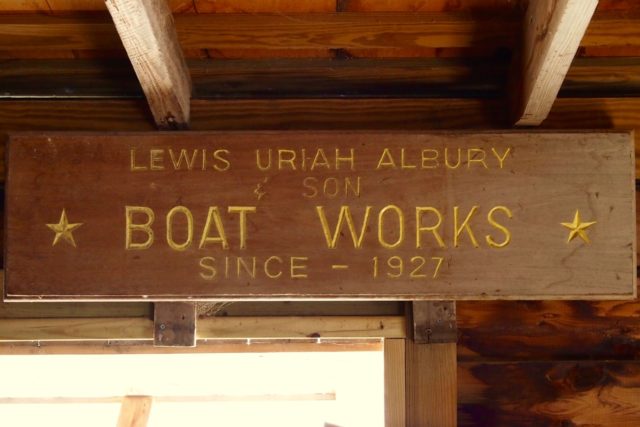 LEWIS URIAH ALBURY
& SON
BOAT WORKS
SINCE - 1927